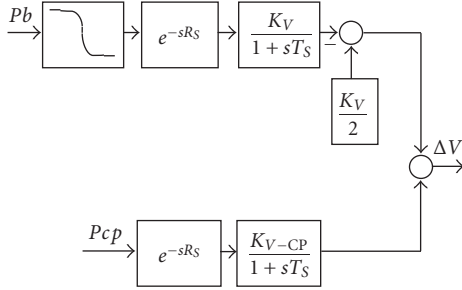 Pb
e^{-sR_S}
K_V
1 + sT_S
−
K_V
2
ΔV
Pcp
e^{-sR_S}
K_{V−CP}
1 + sT_S